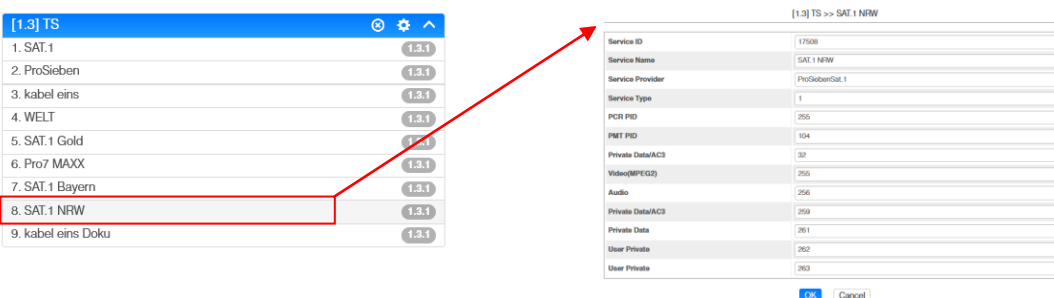 [1.3] TS
1. SAT.1 1.3.1
2. ProSieben 1.3.1
3. kabel eins 1.3.1
4. WELT 1.3.1
5. SAT.1 Gold 1.3.1
6. Pro7 MAXX 1.3.1
7. SAT.1 Bayern 1.3.1
8. SAT.1 NRW 1.3.1
9. kabel eins Doku 1.3.1
[1.3] TS >> SAT.1 NRW
Service ID 17508
Service Name SAT.1 NRW
Service Provider ProSiebenSat.1
Service Type 1
PCR PID 255
PMT PID 104
Private Data/AC3 32
Video(MPEG2) 255
Audio 256
Private Data/AC3 259
Private Data 261
User Private 262
User Private 263
OK Cancel